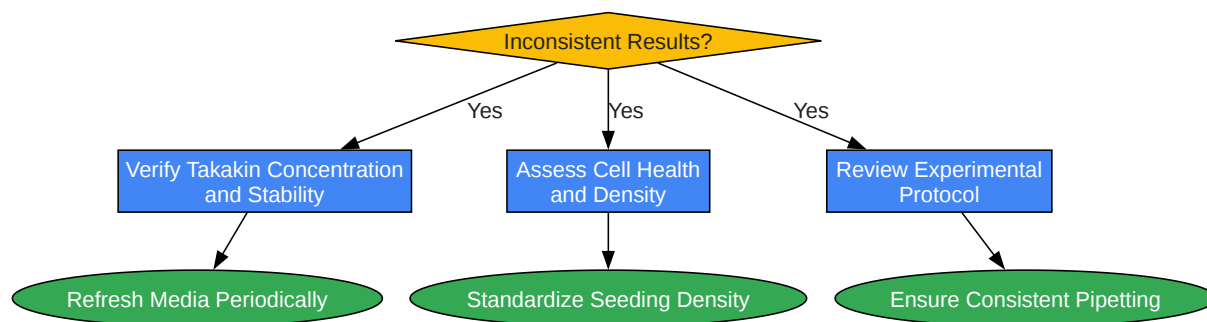 Inconsistent Results?
Yes
Yes
Yes
Verify Takakin Concentration
and Stability
Assess Cell Health
and Density
Review Experimental
Protocol
Refresh Media Periodically
Standardize Seeding Density
Ensure Consistent Pipetting